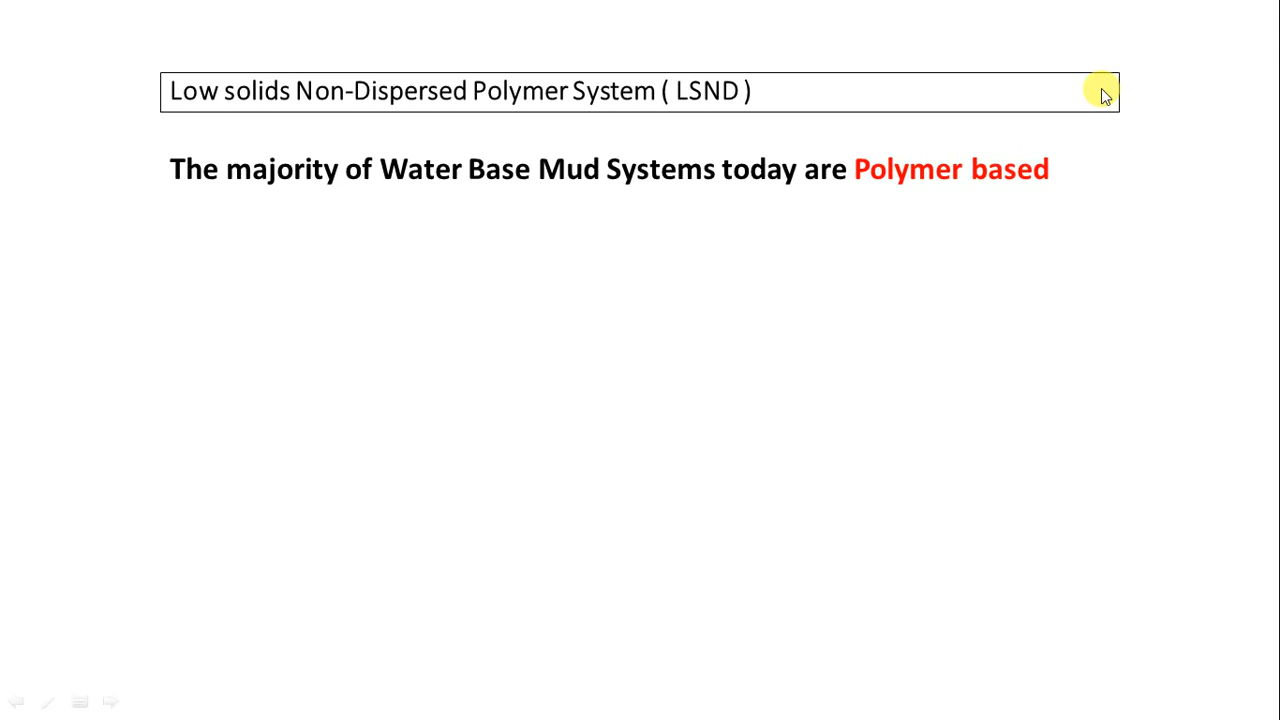 Low solids Non-Dispersed Polymer System ( LSND )
The majority of Water Base Mud Systems today are Polymer based